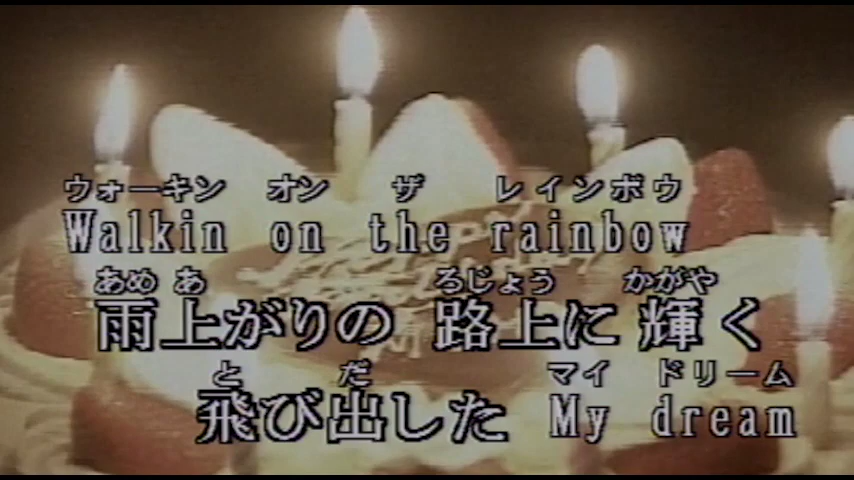 ウォーキン オン ザ レインボウ
Walkin on the rainbow
あめ あ るじょう かがや
雨上がりの 路上に 輝く
と だ マイ ドリーム
飛び出した My dream